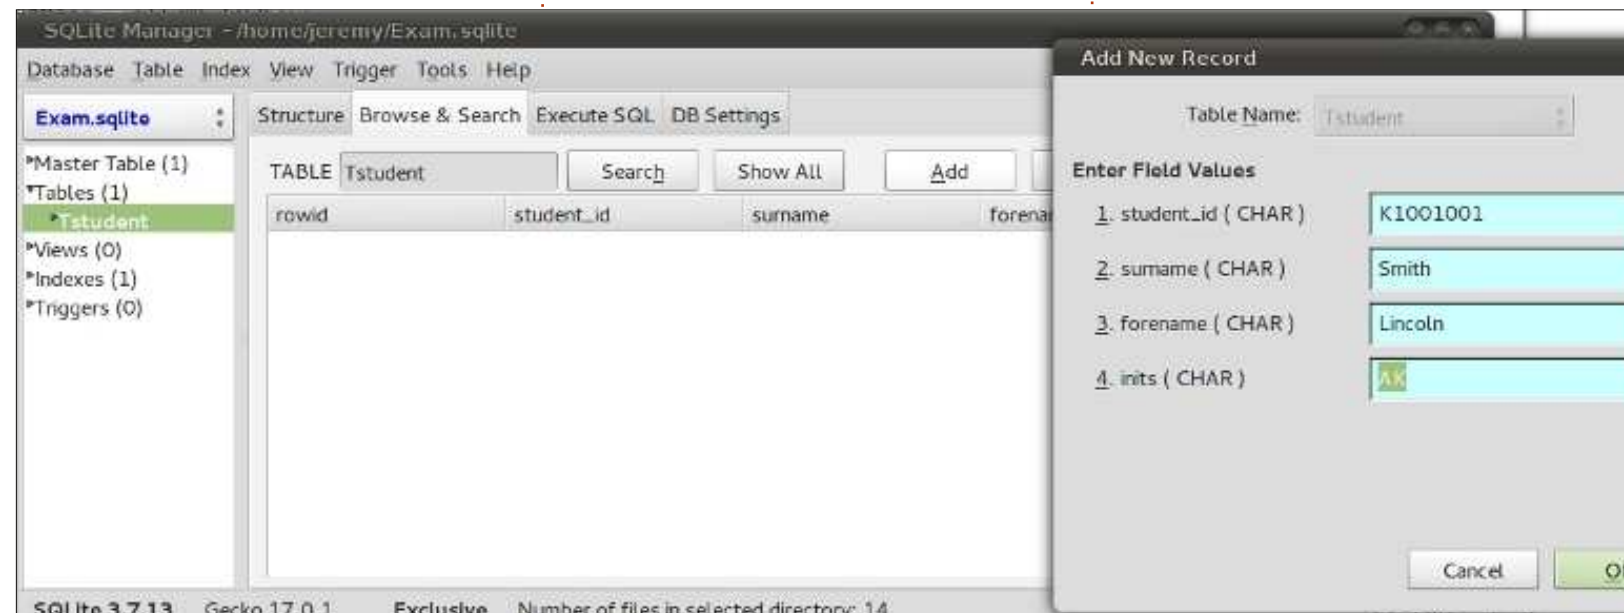 SQLite Manager - /home/jeremy/Exam.sqlite
Database Table Index View Trigger Tools Help
Exam.sqlite
Structure Browse & Search Execute SQL DB Settings
Master Table (1)
Tables (1)
Tstudent
Views (0)
Indexes (1)
Triggers (0)
TABLE Tstudent Search Show All Add
rowid student_id surname
SQLite 3.7.13 Gecko 17.0.1 Exclusive Number of files in selected directory: 14
Add New Record
Table Name: Tstudent
Enter Field Values
1. student_id ( CHAR ) K1001001
2. surname ( CHAR ) Smith
3. forename ( CHAR ) Lincoln
4. inits ( CHAR ) AK
Cancel